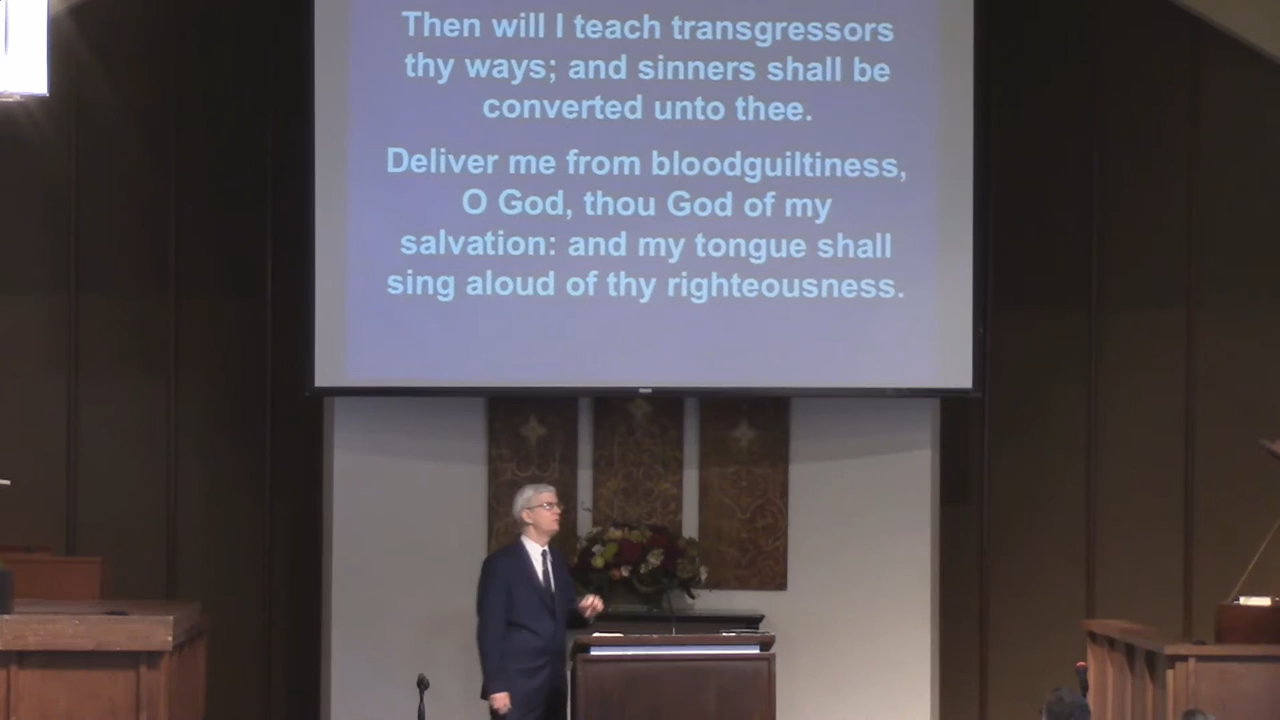 Then will I teach transgressors
thy ways; and sinners shall be
converted unto thee.
Deliver me from bloodguiltiness,
O God, thou God of my
salvation: and my tongue shall
sing aloud of thy righteousness.